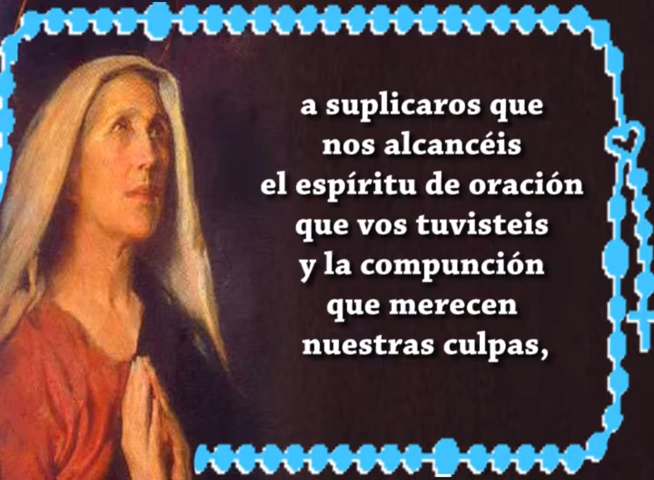 a suplicaros que
nos alcancéis
el espíritu de oración
que vos tuvisteis
y la compunción
que merecen
nuestras culpas,